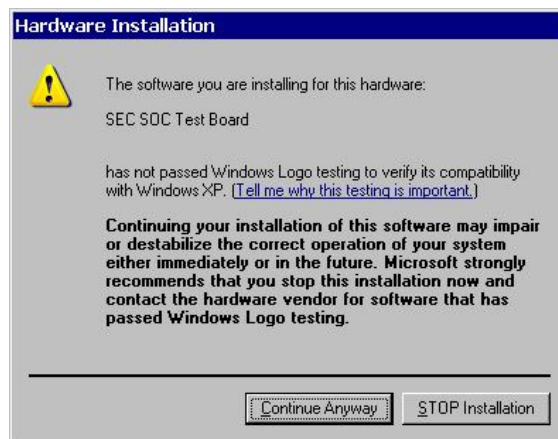 Hardware Installation
The software you are installing for this hardware:
SEC SOC Test Board
has not passed Windows Logo testing to verify its compatibility
with Windows XP. (Tell me why this testing is important.)
Continuing your installation of this software may impair
or destabilize the correct operation of your system
either immediately or in the future. Microsoft strongly
recommends that you stop this installation now and
contact the hardware vendor for software that has
passed Windows Logo testing.
Continue Anyway
STOP Installation